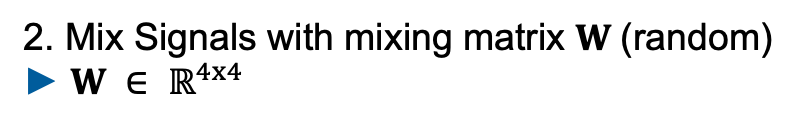 2. Mix Signals with mixing matrix W (random)
▶ W ∈ ℝ⁴ˣ⁴